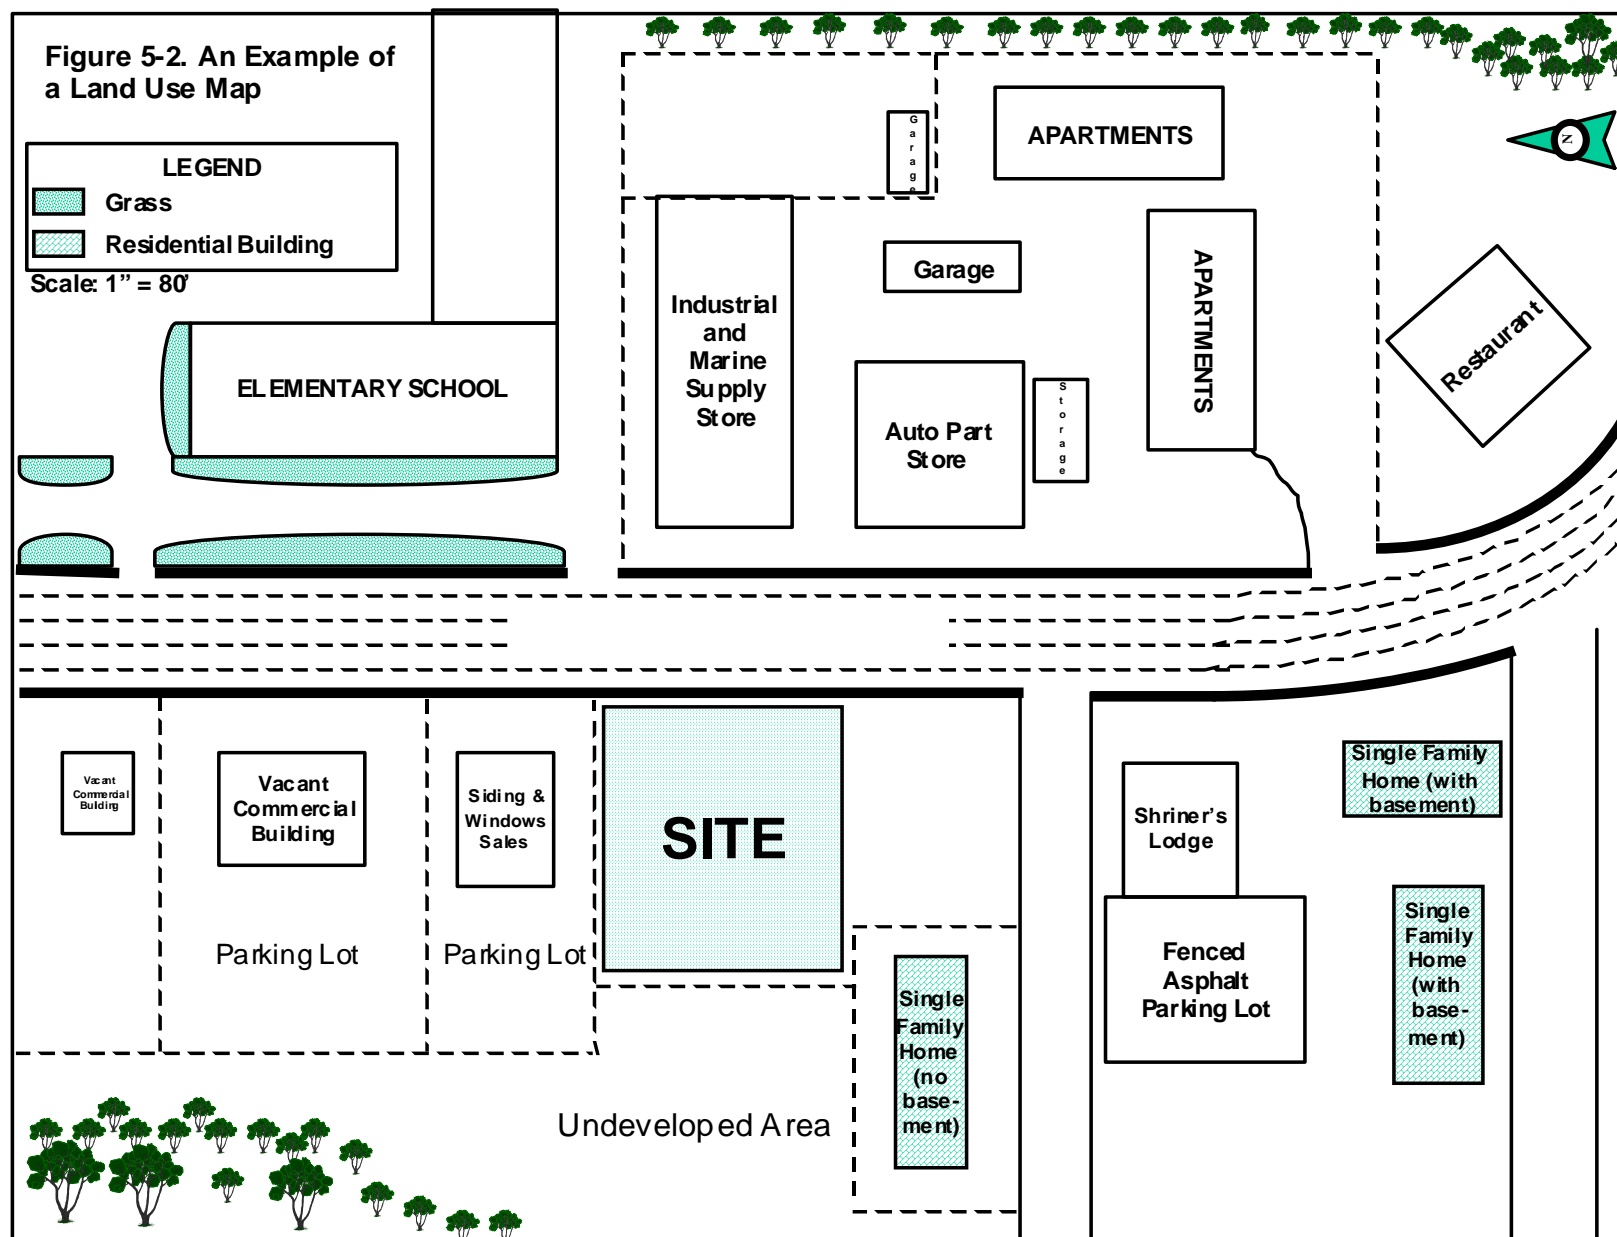 Figure 5-2. An Example of
a Land Use Map
LEGEND
Grass
Residential Building
Scale: 1” = 80’
ELEMENTARY SCHOOL
Garage
APARTMENTS
N
Industrial
and
Marine
Supply
Store
Garage
APARTMENTS
Restaurant
Auto Part
Store
Storage
Vacant
Commercial
Building
Vacant
Commercial
Building
Siding &
Windows
Sales
SITE
Parking Lot
Parking Lot
Shriner’s
Lodge
Single Family
Home (with
basement)
Fenced
Asphalt
Parking Lot
Single
Family
Home
(with
base-
ment)
Single
Family
Home
(no
base-
ment)
Undeveloped Area